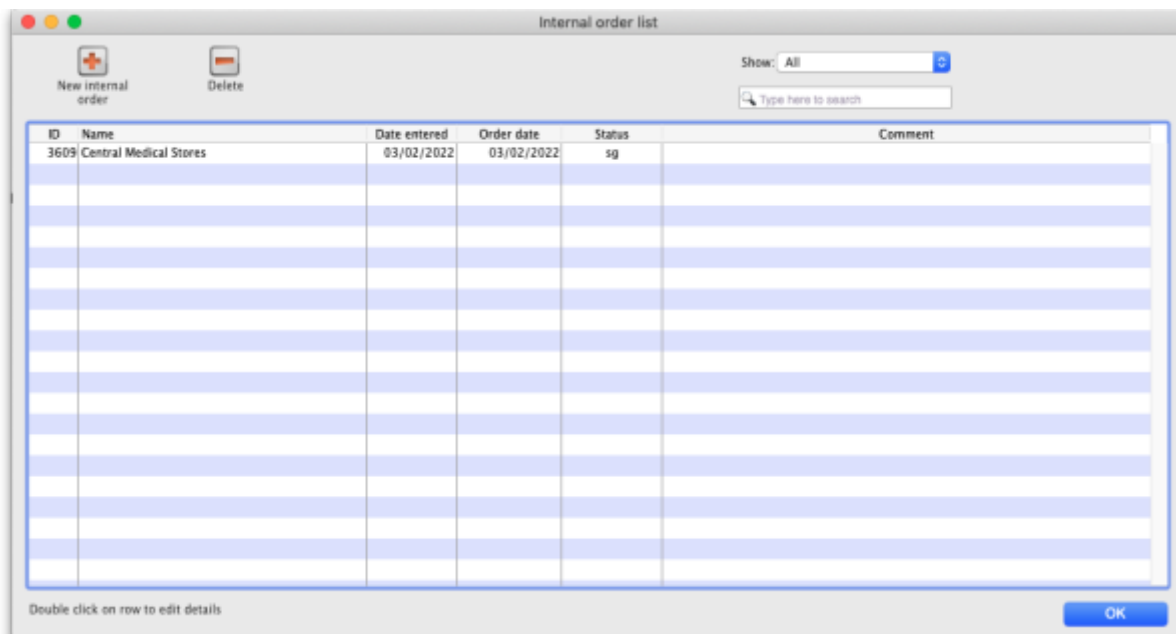 Internal order list
New internal
order
Delete
Show: All
Type here to search
ID Name Date entered Order date Status Comment
3609 Central Medical Stores 03/02/2022 03/02/2022 sg
Double click on row to edit details
OK